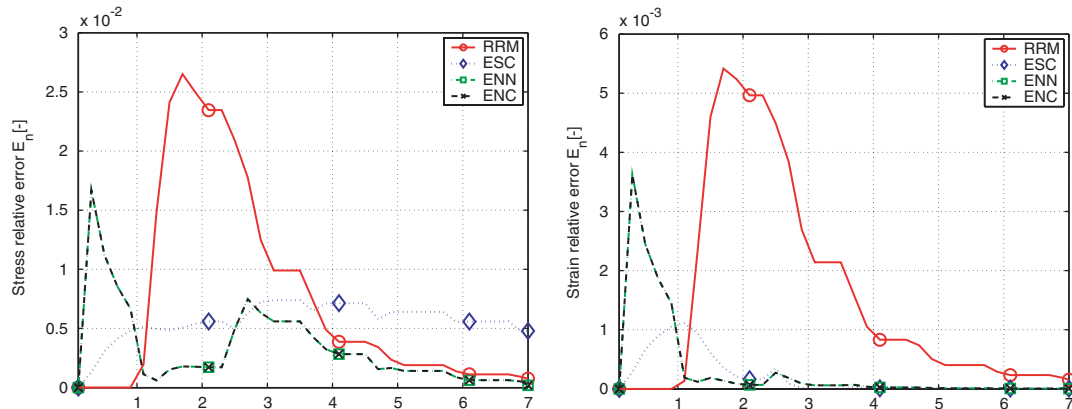 x 10⁻²
3
2.5
2
1.5
1
0.5
0
1 2 3 4 5 6 7
Stress relative error Eₙ[-]
RRM
ESC
ENN
ENC
x 10⁻³
6
5
4
3
2
1
0
1 2 3 4 5 6 7
Strain relative error Eₙ[-]
RRM
ESC
ENN
ENC